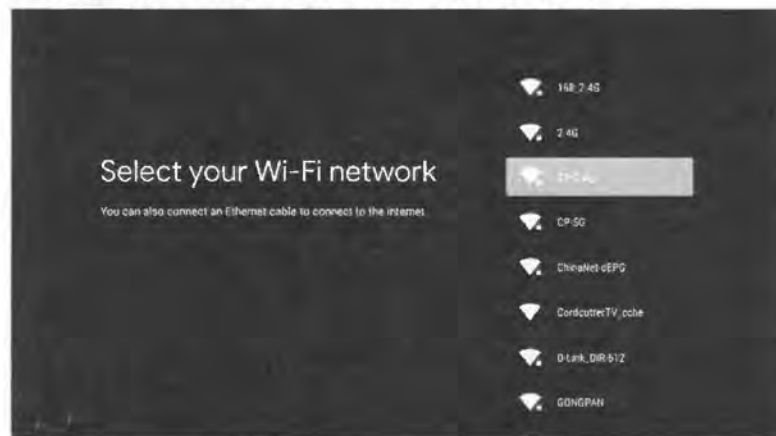 Select your Wi-Fi network
You can also connect an Ethernet cable to connect to the internet
168_2.4G
2.4G
CP-5G
ChinaNet-dEPG
CordcutterTV_cche
D-Link_DIR-612
GONGPAN